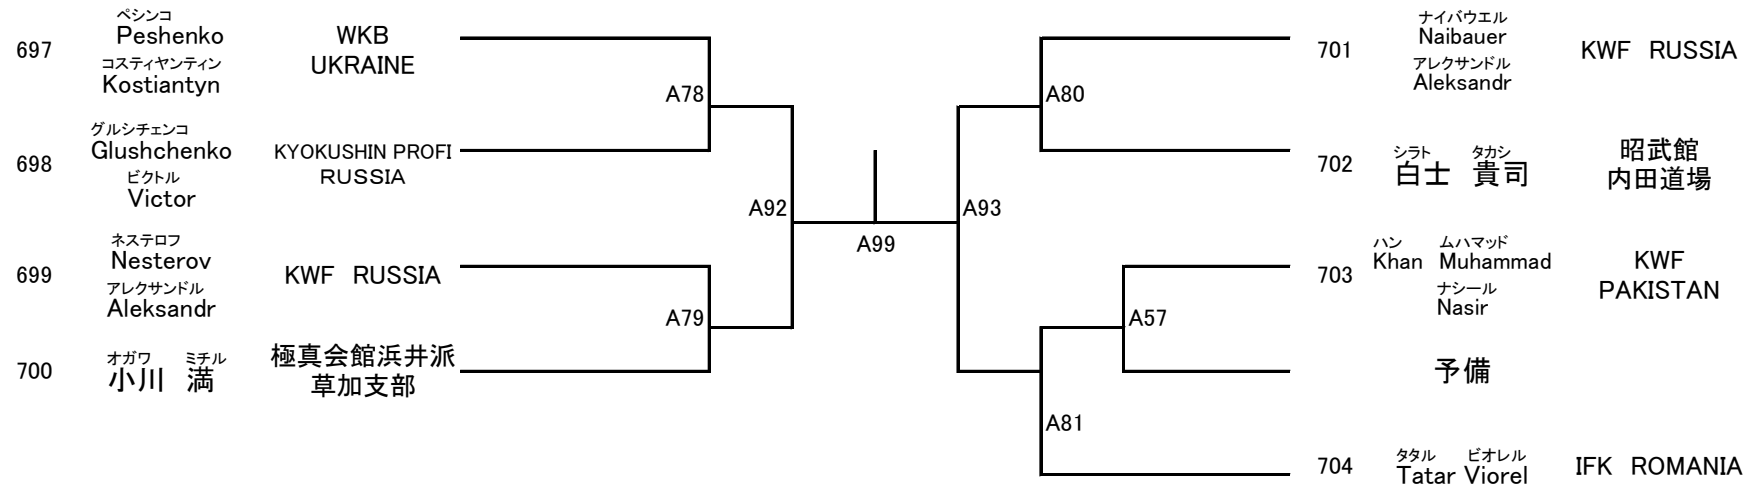 ペシンコ
697 Peshenko WKB
コスティヤンティン UKRAINE
Kostiantyn
A78
グルシチェンコ
698 Glushchenko KYOKUSHIN PROFI
ビクトル RUSSIA
Victor
A92
ネステロフ
699 Nesterov KWF RUSSIA
アレクサンドル
Aleksandr
A79
オガワ ミチル 極真会館浜井派
700 小川 満 草加支部
A99
ナイバウエル
701 Naibauer KWF RUSSIA
アレクサンドル
Aleksandr
A80
シラト タカシ 昭武館
702 白士 貴司 内田道場
A93
ハン ムハマッド
703 Khan Muhammad KWF
ナシール PAKISTAN
Nasir
A57
予備
A81
タタル ビオレル
704 Tatar Viorel IFK ROMANIA